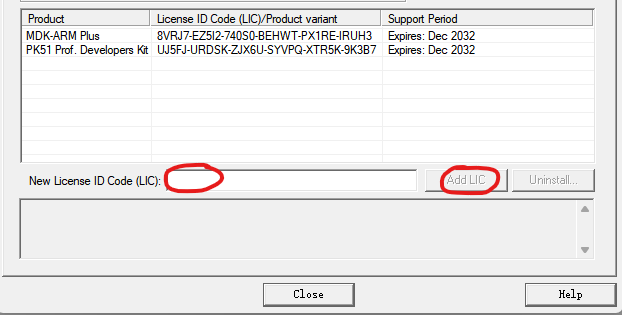 Product License ID Code (LIC)/Product variant Support Period
MDK-ARM Plus 8VRJ7-EZ5I2-740S0-BEHWT-PX1RE-IRUH3 Expires: Dec 2032
PK51 Prof. Developers Kit UJ5FJ-URDSK-ZJX6U-SYVPQ-XTR5K-9K3B7 Expires: Dec 2032
New License ID Code (LIC): Add LIC Uninstall...
Close Help